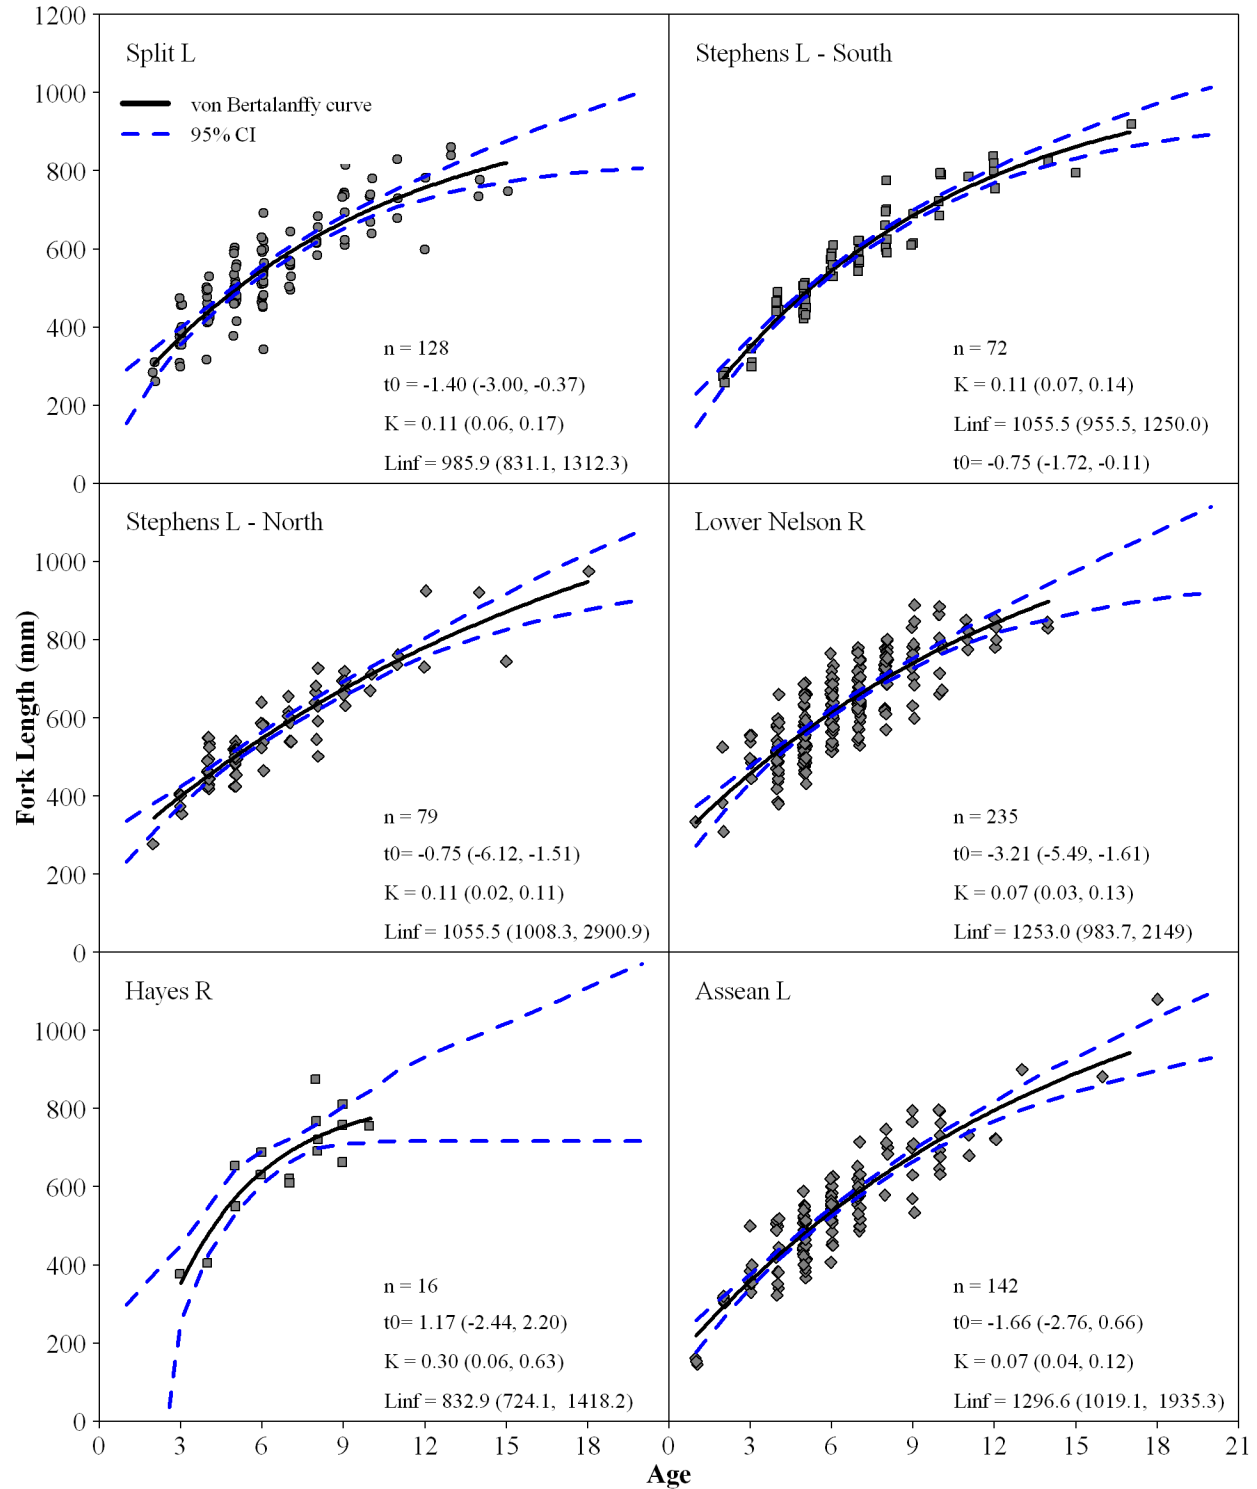 1200
1000
800
600
400
200
0
Split L
von Bertalanffy curve
95% CI
n = 128
t0 = -1.40 (-3.00, -0.37)
K = 0.11 (0.06, 0.17)
Linf = 985.9 (831.1, 1312.3)
Stephens L - South
n = 72
K = 0.11 (0.07, 0.14)
Linf = 1055.5 (955.5, 1250.0)
t0= -0.75 (-1.72, -0.11)
Fork Length (mm)
1000
800
600
400
200
0
Stephens L - North
n = 79
t0= -0.75 (-6.12, -1.51)
K = 0.11 (0.02, 0.11)
Linf = 1055.5 (1008.3, 2900.9)
Lower Nelson R
n = 235
t0= -3.21 (-5.49, -1.61)
K = 0.07 (0.03, 0.13)
Linf = 1253.0 (983.7, 2149)
1000
800
600
400
200
0
Hayes R
n = 16
t0= 1.17 (-2.44, 2.20)
K = 0.30 (0.06, 0.63)
Linf = 832.9 (724.1, 1418.2)
Assean L
n = 142
t0= -1.66 (-2.76, 0.66)
K = 0.07 (0.04, 0.12)
Linf = 1296.6 (1019.1, 1935.3)
0 3 6 9 12 15 18 0 3 6 9 12 15 18 21
Age